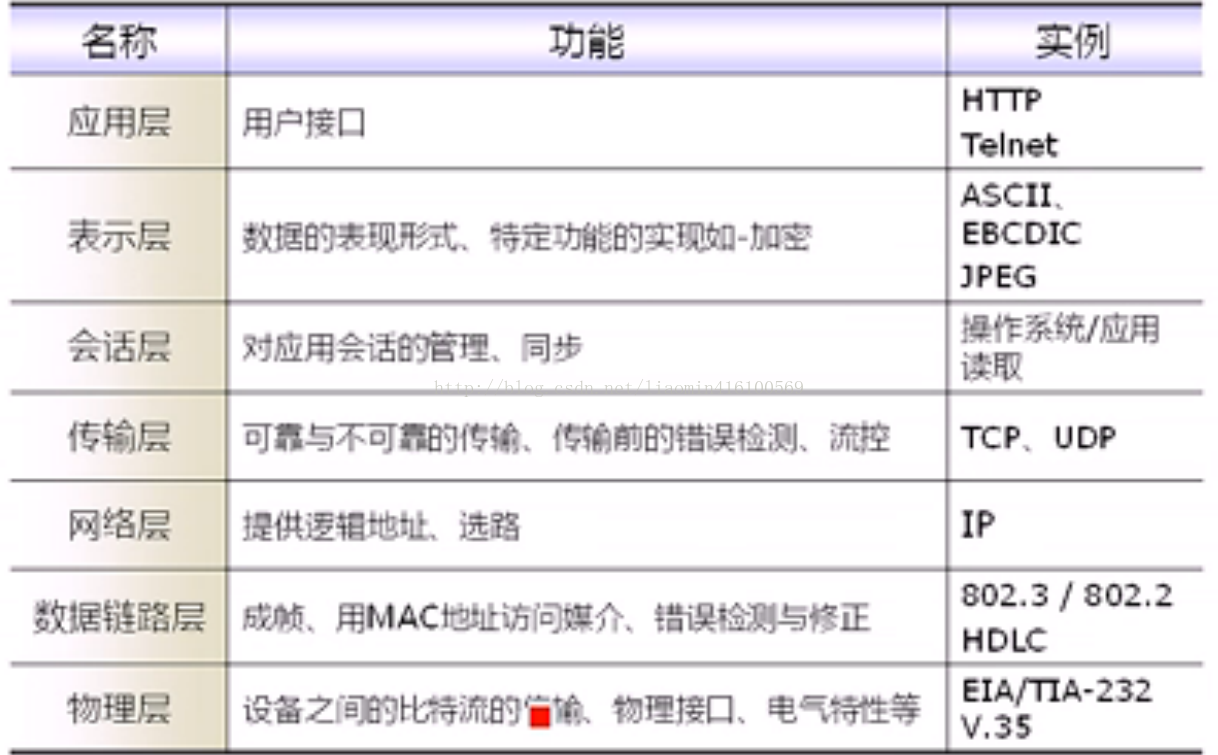 名称 功能 实例
应用层 用户接口 HTTP
Telnet
表示层 数据的表现形式、特定功能的实现如-加密 ASCII、
EBCDIC
JPEG
会话层 对应用会话的管理、同步 操作系统/应用
读取
http://blog.csdn.net/liaomin416100569
传输层 可靠与不可靠的传输、传输前的错误检测、流控 TCP、UDP
网络层 提供逻辑地址、选路 IP
数据链路层 成帧、用MAC地址访问媒介、错误检测与修正 802.3 / 802.2
HDLC
物理层 设备之间的比特流的传输、物理接口、电气特性等 EIA/TIA-232
V.35